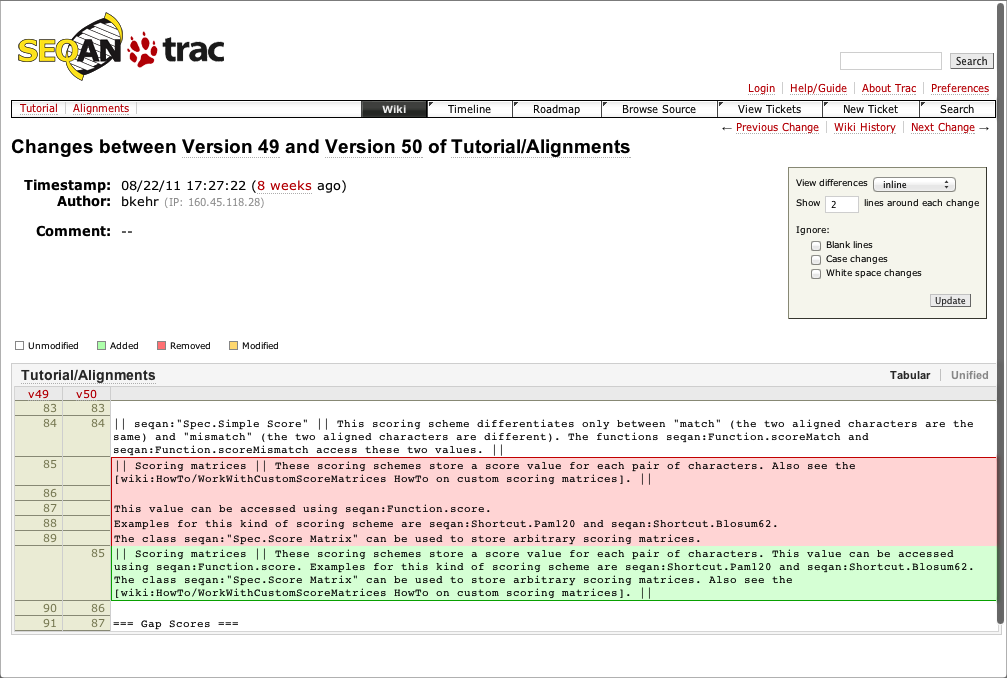 SEQAN trac
Search
Login Help/Guide About Trac Preferences
Tutorial Alignments Wiki Timeline Roadmap Browse Source View Tickets New Ticket Search
← Previous Change Wiki History Next Change →
Changes between Version 49 and Version 50 of Tutorial/Alignments
Timestamp: 08/22/11 17:27:22 (8 weeks ago)
Author: bkehr (IP: 160.45.118.28)
Comment: --
View differences inline
Show 2 lines around each change
Ignore:
Blank lines
Case changes
White space changes
Update
Unmodified Added Removed Modified
Tutorial/Alignments Tabular Unified
v49 v50
83 83
84 84 || seqan:"Spec.Simple Score" || This scoring scheme differentiates only between "match" (the two aligned characters are the
same) and "mismatch" (the two aligned characters are different). The functions seqan:Function.scoreMatch and
seqan:Function.scoreMismatch access these two values. ||
85 || Scoring matrices || These scoring schemes store a score value for each pair of characters. Also see the
[wiki:HowTo/WorkWithCustomScoreMatrices HowTo on custom scoring matrices]. ||
86
87 This value can be accessed using seqan:Function.score.
88 Examples for this kind of scoring scheme are seqan:Shortcut.Pam120 and seqan:Shortcut.Blosum62.
89 The class seqan:"Spec.Score Matrix" can be used to store arbitrary scoring matrices.
85 || Scoring matrices || These scoring schemes store a score value for each pair of characters. This value can be accessed
using seqan:Function.score. Examples for this kind of scoring scheme are seqan:Shortcut.Pam120 and seqan:Shortcut.Blosum62.
The class seqan:"Spec.Score Matrix" can be used to store arbitrary scoring matrices. Also see the
[wiki:HowTo/WorkWithCustomScoreMatrices HowTo on custom scoring matrices]. ||
90 86
91 87 === Gap Scores ===